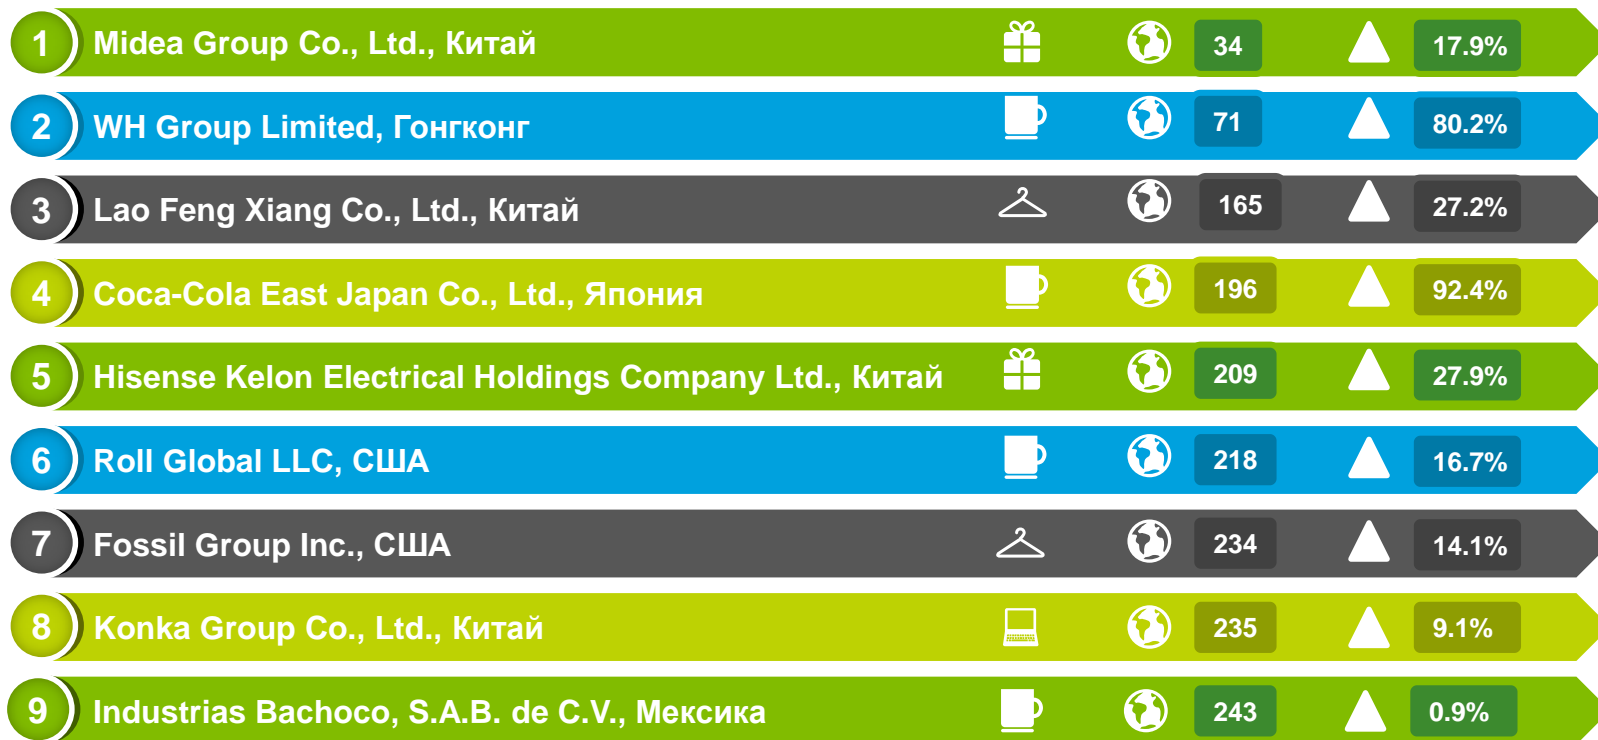 1 Midea Group Co., Ltd., Китай 34 17.9%
2 WH Group Limited, Гонгконг 71 80.2%
3 Lao Feng Xiang Co., Ltd., Китай 165 27.2%
4 Coca-Cola East Japan Co., Ltd., Япония 196 92.4%
5 Hisense Kelon Electrical Holdings Company Ltd., Китай 209 27.9%
6 Roll Global LLC, США 218 16.7%
7 Fossil Group Inc., США 234 14.1%
8 Konka Group Co., Ltd., Китай 235 9.1%
9 Industrias Bachoco, S.A.B. de C.V., Мексика 243 0.9%